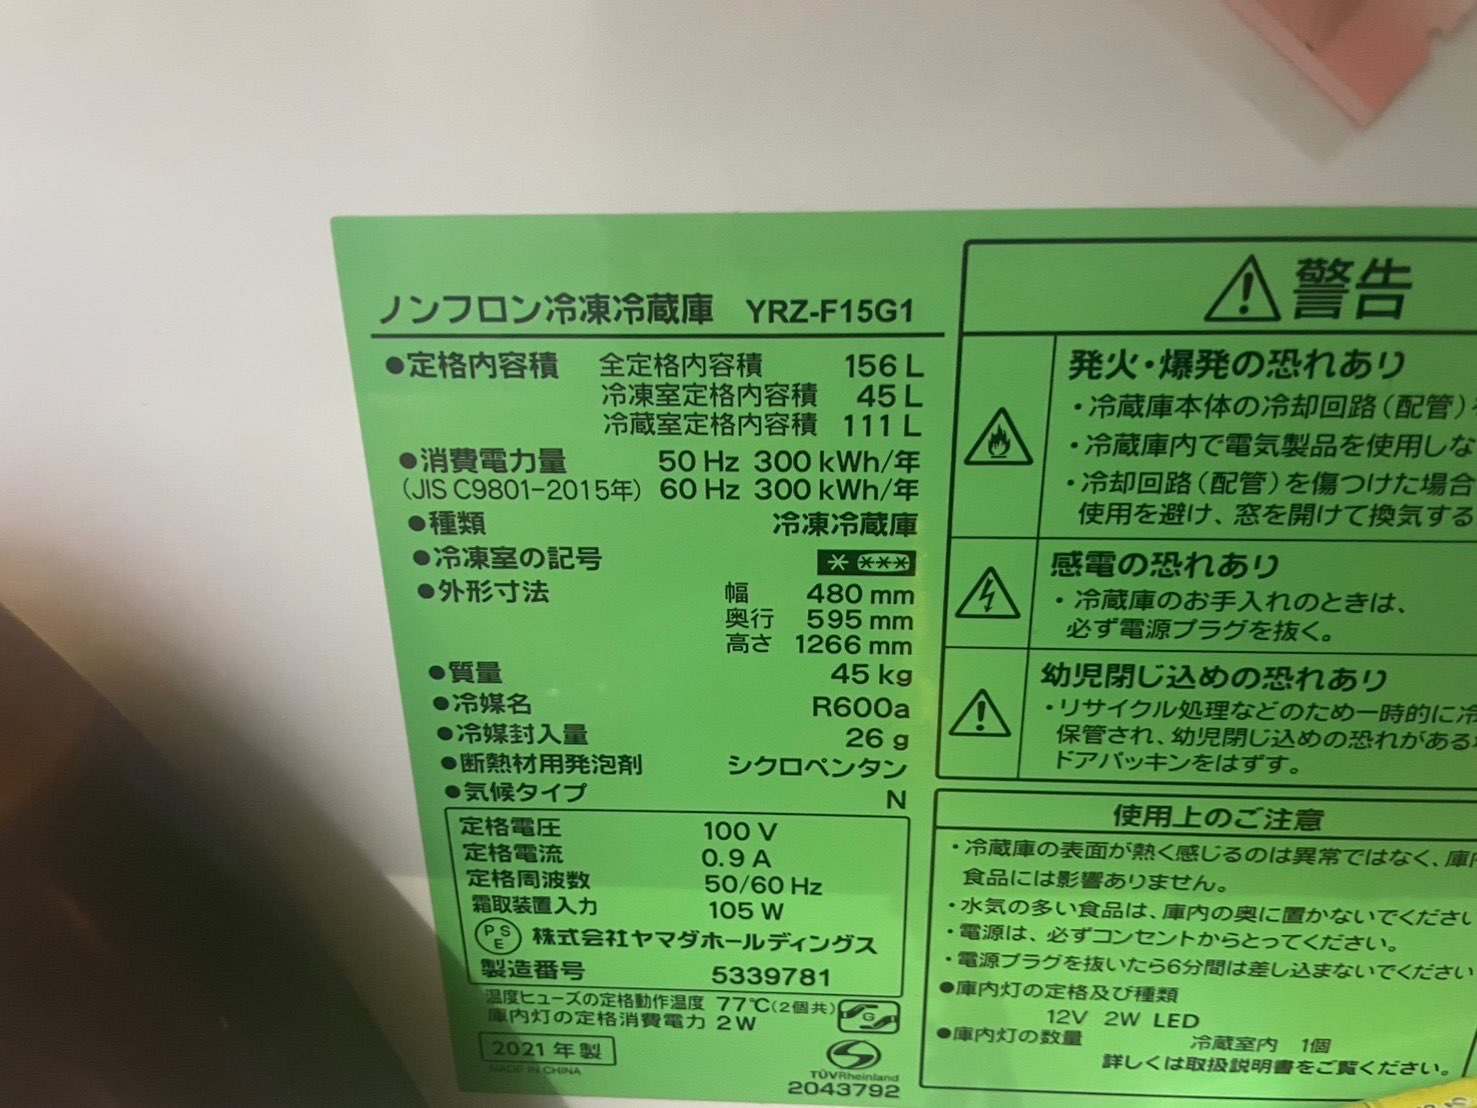 ノンフロン冷凍冷蔵庫 YRZ-F15G1
●定格内容積 全定格内容積 156 L
冷凍室定格内容積 45 L
冷蔵室定格内容積 111 L
●消費電力量 50 Hz 300 kWh/年
(JIS C9801-2015年) 60 Hz 300 kWh/年
●種類 冷凍冷蔵庫
●冷凍室の記号 * ***
●外形寸法 幅 480 mm
奥行 595 mm
高さ 1266 mm
●質量 45 kg
●冷媒名 R600a
●冷媒封入量 26 g
●断熱材用発泡剤 シクロペンタン
●気候タイプ N
定格電圧 100 V
定格電流 0.9 A
定格周波数 50/60 Hz
霜取装置入力 105 W
PSE 株式会社ヤマダホールディングス
製造番号 5339781
温度ヒューズの定格動作温度 77℃(2個共)
庫内灯の定格消費電力 2W
G
2021 年製
MADE IN CHINA
TÜVRheinland
2043792
警告
発火・爆発の恐れあり
・冷蔵庫本体の冷却回路(配管)
・冷蔵庫内で電気製品を使用しな
・冷却回路(配管)を傷つけた場合
使用を避け、窓を開けて換気する
感電の恐れあり
・冷蔵庫のお手入れのときは、
必ず電源プラグを抜く。
幼児閉じ込めの恐れあり
・リサイクル処理などのため一時的に冷
保管され、幼児閉じ込めの恐れがある
ドアパッキンをはずす。
使用上のご注意
・冷蔵庫の表面が熱く感じるのは異常ではなく、庫
食品には影響ありません。
・水気の多い食品は、庫内の奥に置かないでくださ
・電源は、必ずコンセントからとってください。
・電源プラグを抜いたら6分間は差し込まないでください
●庫内灯の定格及び種類
12V 2W LED
●庫内灯の数量 冷蔵室内 1個
詳しくは取扱説明書をご覧ください。